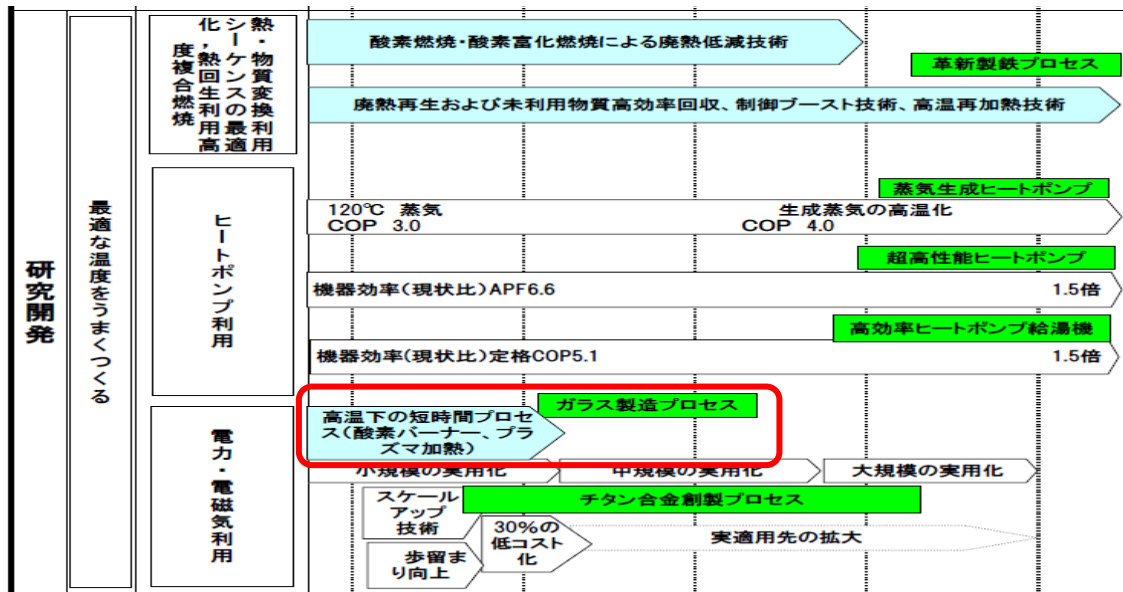 研究開発
最適な温度をうまくつくる
熱・物質変換利用
シーケンスの最適
化，熱回生利用高
度複合燃焼
酸素燃焼・酸素富化燃焼による廃熱低減技術
革新製鉄プロセス
廃熱再生および未利用物質高効率回収、制御ブースト技術、高温再加熱技術
ヒートポンプ利用
蒸気生成ヒートポンプ
120℃ 蒸気
COP 3.0
生成蒸気の高温化
COP 4.0
超高性能ヒートポンプ
機器効率（現状比）APF6.6
1.5倍
高効率ヒートポンプ給湯機
機器効率（現状比）定格COP5.1
1.5倍
電力・電磁気利用
ガラス製造プロセス
高温下の短時間プロセ
ス（酸素バーナー、プラ
ズマ加熱）
小規模の実用化
中規模の実用化
大規模の実用化
スケール
アップ
技術
チタン合金創製プロセス
30%の
低コスト
化
実適用先の拡大
歩留ま
り向上